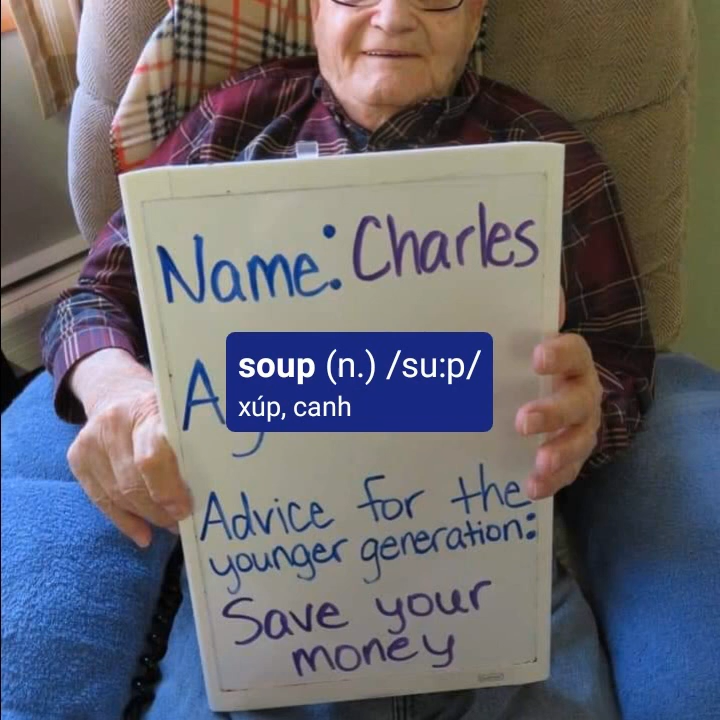 Name: Charles
soup (n.) /su:p/
xúp, canh
Advice for the
younger generation:
Save your
money